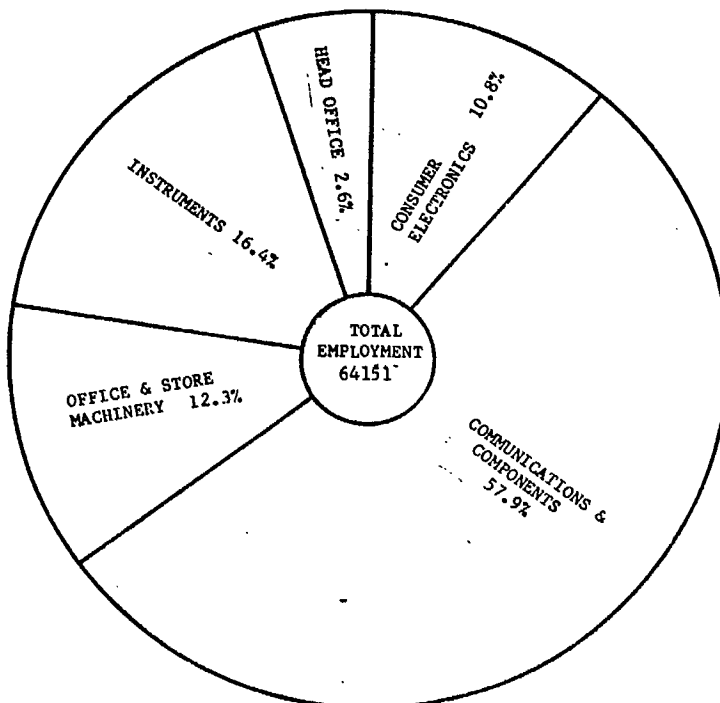 HEAD OFFICE 2.6%
CONSUMER 10.8%
ELECTRONICS
INSTRUMENTS 16.4%
TOTAL
EMPLOYMENT
64151
OFFICE & STORE
MACHINERY 12.3%
COMMUNICATIONS &
COMPONENTS
57.9%